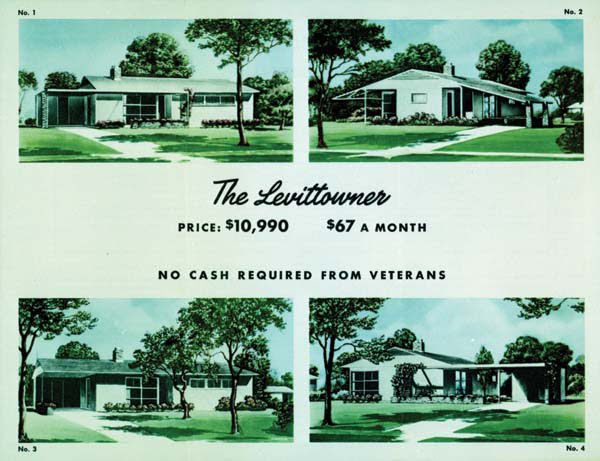 No. 1
No. 2
The Levittowner
PRICE: $10,990 $67 A MONTH
NO CASH REQUIRED FROM VETERANS
No. 3
No. 4